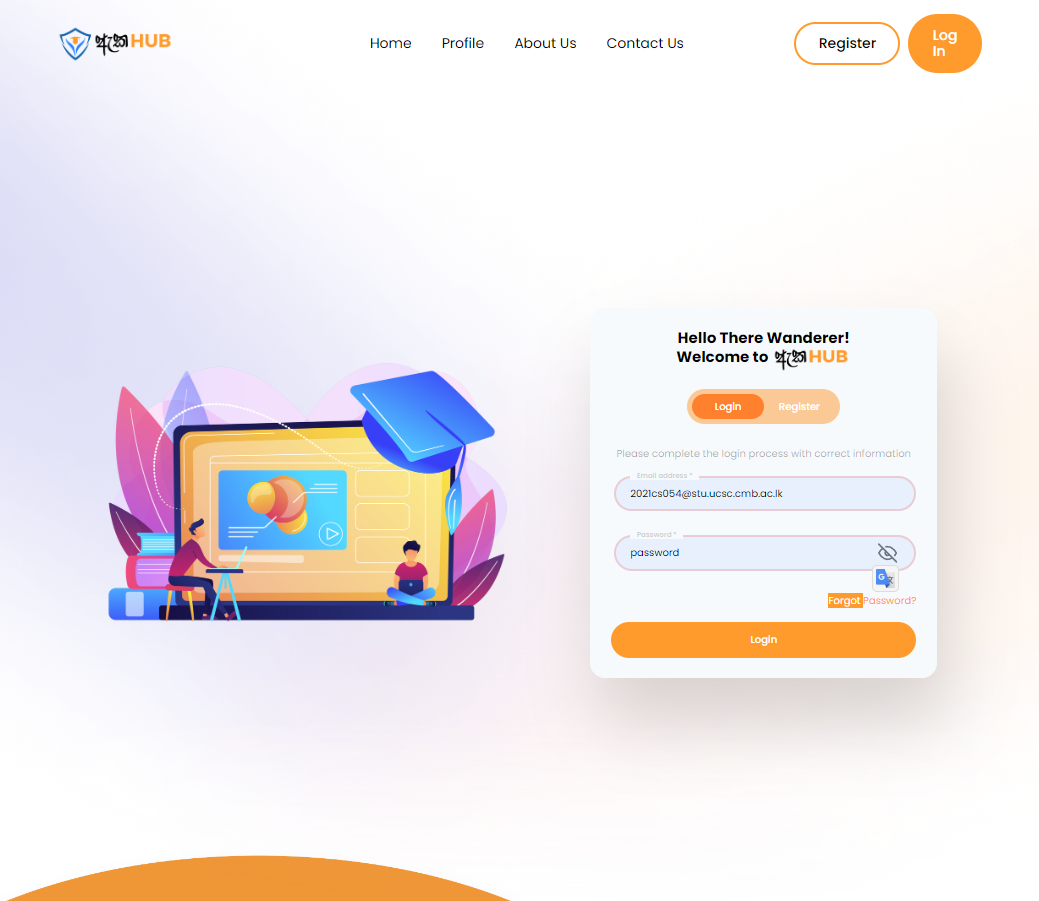 HUB
Home
Profile
About Us
Contact Us
Register
Log
In
Hello There Wanderer!
Welcome to HUB
Login
Register
Please complete the login process with correct information
Email address *
2021cs054@stu.ucsc.cmb.ac.lk
Password *
password
Forgot Password?
Login